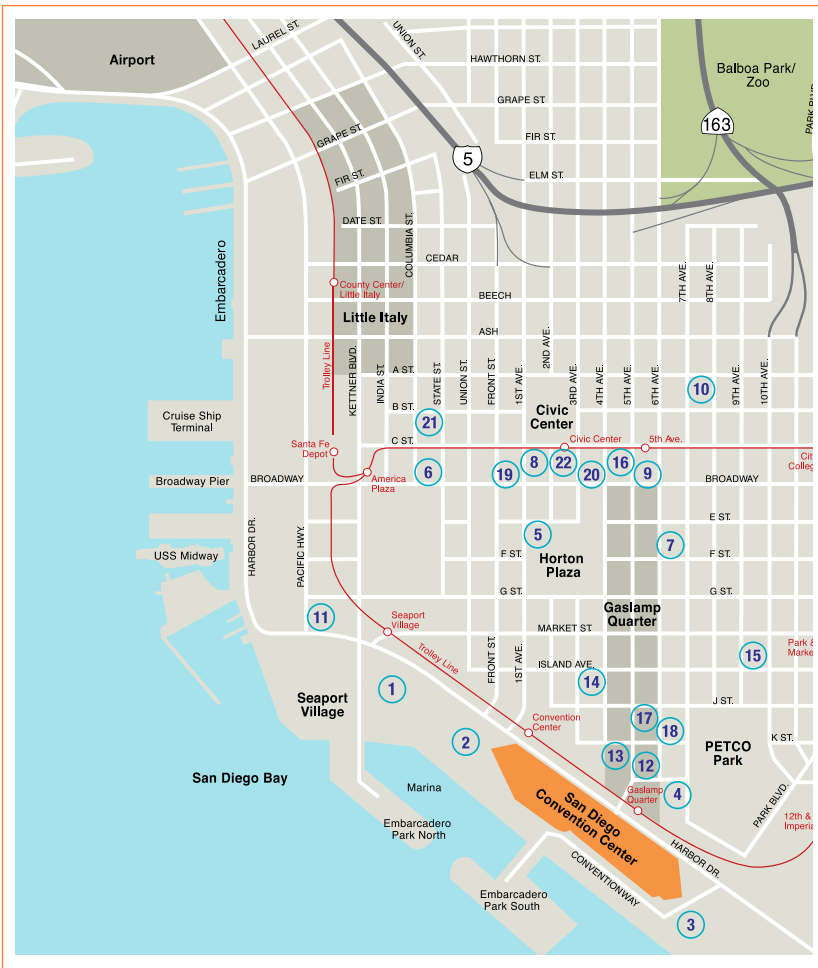 LAUREL ST.
UNION ST.
Airport
HAWTHORN ST.
Balboa Park/
Zoo
GRAPE ST.
163
PARK BLVD.
GRAPE ST
FIR ST.
5
FIR ST.
ELM ST.
DATE ST.
COLUMBIA ST.
CEDAR
Embarcadero
7TH AVE.
8TH AVE.
County Center/
Little Italy
BEECH
Little Italy
ASH
2ND AVE.
Trolley Line
KETTNER BLVD.
INDIA ST.
A ST.
STATE ST.
UNION ST.
FRONT ST.
1ST AVE.
3RD AVE.
4TH AVE.
5TH AVE.
6TH AVE.
10
9TH AVE.
10TH AVE.
B ST.
Cruise Ship
Terminal
21
Civic
Center
C ST.
Santa Fe
Depot
Civic Center
5th Ave.
City
Colleg
BROADWAY
Broadway Pier
America
Plaza
6
19
8
22
20
16
9
BROADWAY
E ST.
HARBOR DR.
PACIFIC HWY.
5
7
USS Midway
F ST.
Horton
Plaza
F ST.
G ST.
G ST.
11
Seaport
Village
Gaslamp
Quarter
MARKET ST.
Trolley Line
FRONT ST.
1ST AVE.
ISLAND AVE.
15
Park &
Marke
Seaport
Village
1
14
J ST.
2
Convention
Center
17
18
K ST.
PETCO
Park
13
12
San Diego Bay
Marina
Gaslamp
Quarter
4
PARK BLVD.
San Diego
Convention Center
Embarcadero
Park North
12th &
Imperia
HARBOR DR.
CONVENTION WAY
Embarcadero
Park South
3